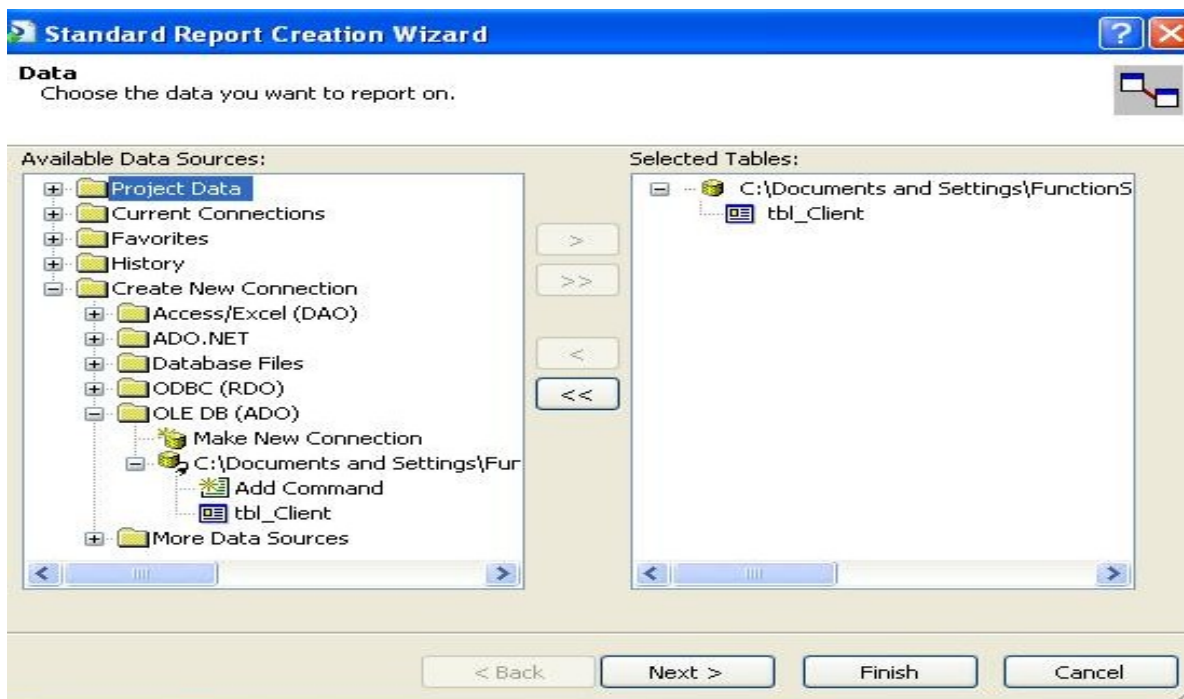 Standard Report Creation Wizard
Data
Choose the data you want to report on.
Available Data Sources:
Project Data
Current Connections
Favorites
History
Create New Connection
Access/Excel (DAO)
ADO.NET
Database Files
ODBC (RDO)
OLE DB (ADO)
Make New Connection
C:\Documents and Settings\Fur
Add Command
tbl_Client
More Data Sources
>
>>
<
<<
Selected Tables:
C:\Documents and Settings\FunctionS
tbl_Client
< Back
Next >
Finish
Cancel